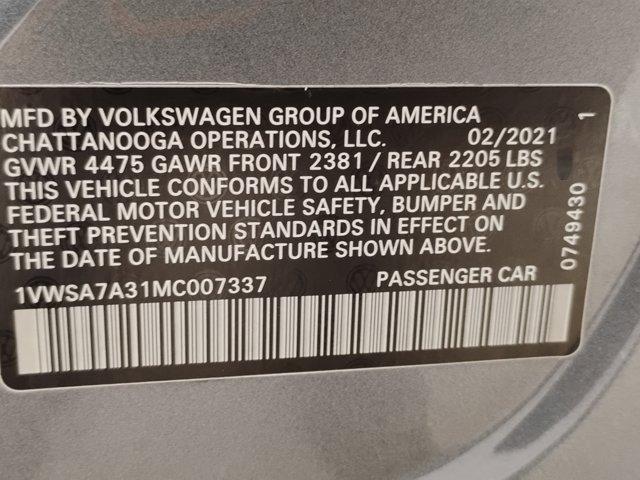 MFD BY VOLKSWAGEN GROUP OF AMERICA
CHATTANOOGA OPERATIONS, LLC. 02/2021
GVWR 4475 GAWR FRONT 2381 / REAR 2205 LBS
THIS VEHICLE CONFORMS TO ALL APPLICABLE U.S.
FEDERAL MOTOR VEHICLE SAFETY, BUMPER AND
THEFT PREVENTION STANDARDS IN EFFECT ON
THE DATE OF MANUFACTURE SHOWN ABOVE.
1VWSA7A31MC007337 PASSENGER CAR
0749430 1